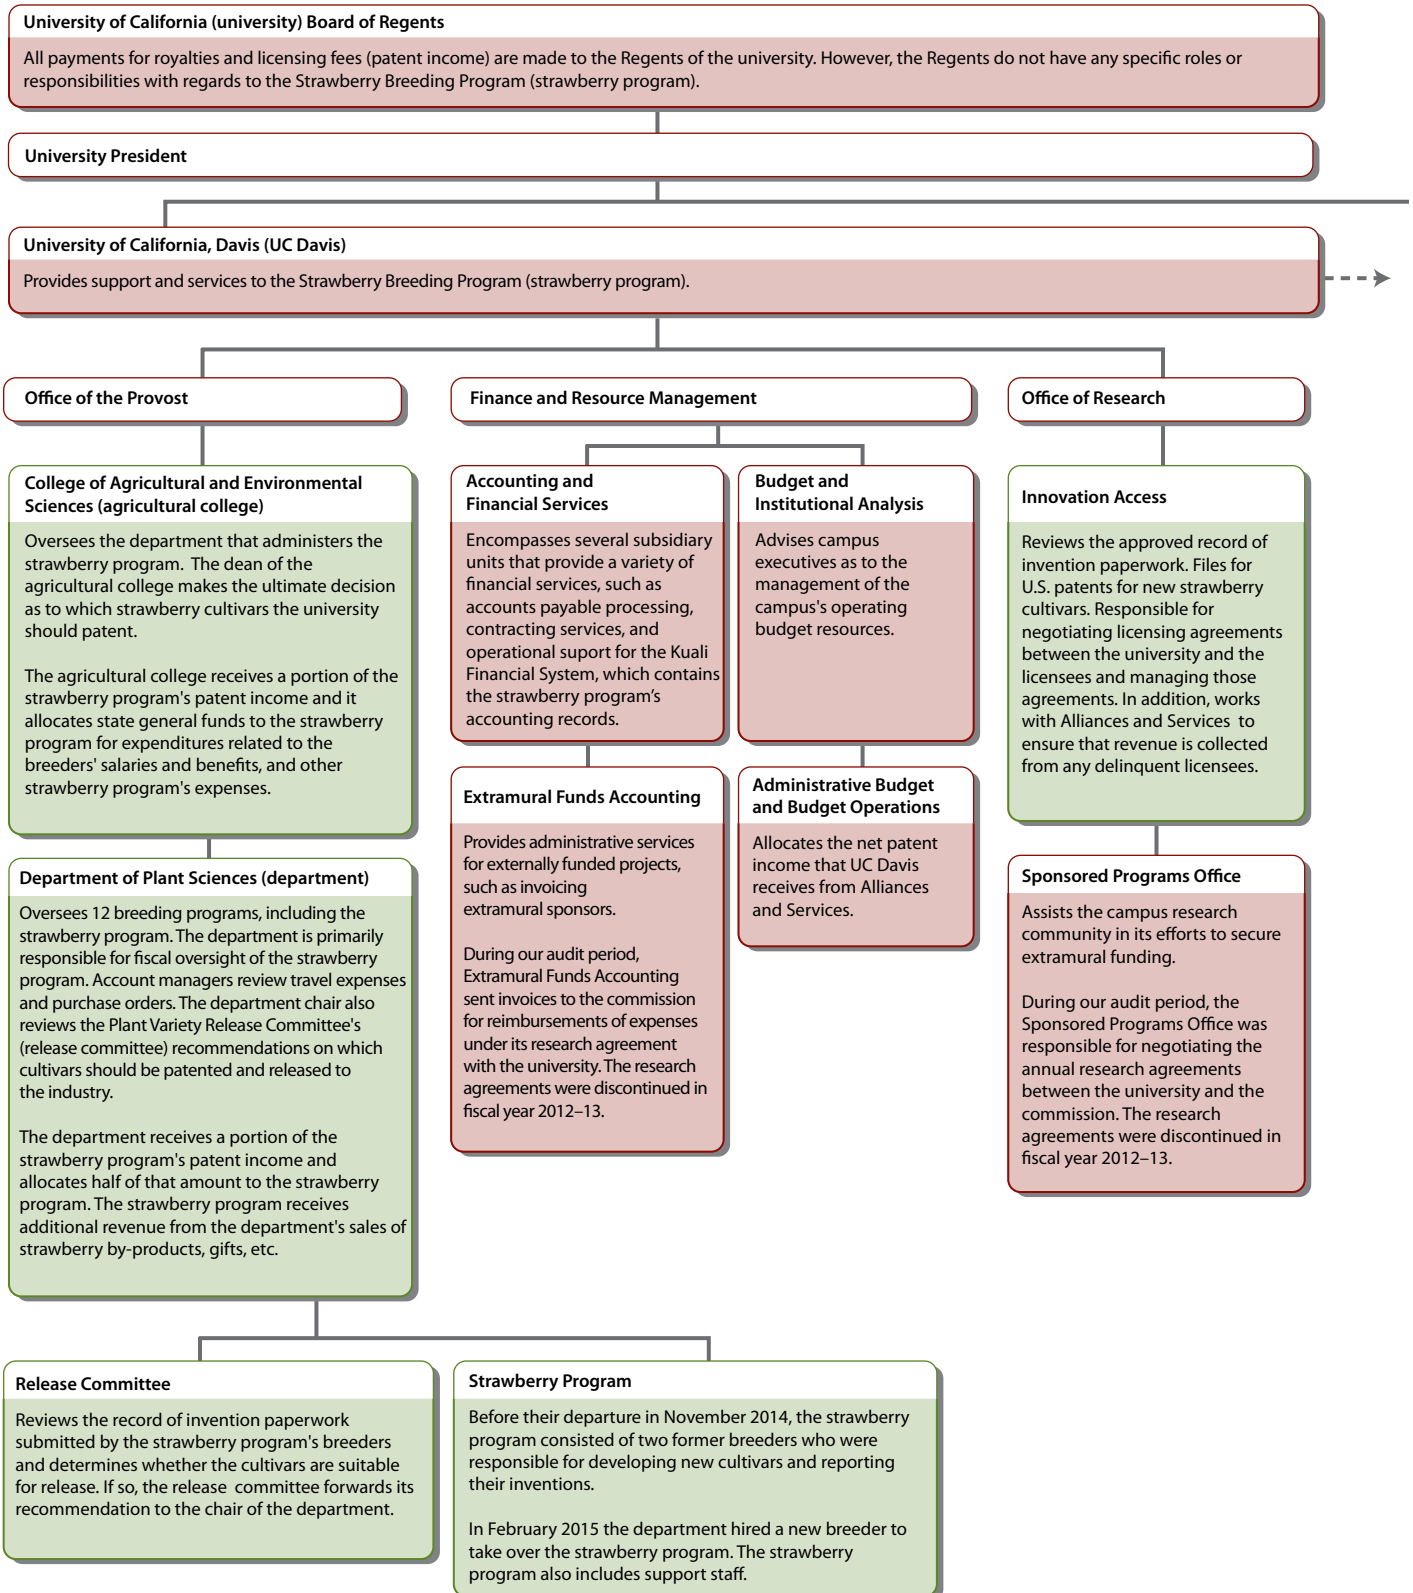 University of California (university) Board of Regents
All payments for royalties and licensing fees (patent income) are made to the Regents of the university. However, the Regents do not have any specific roles or
responsibilities with regards to the Strawberry Breeding Program (strawberry program).
University President
University of California, Davis (UC Davis)
Provides support and services to the Strawberry Breeding Program (strawberry program).
Office of the Provost
College of Agricultural and Environmental
Sciences (agricultural college)
Oversees the department that administers the
strawberry program. The dean of the
agricultural college makes the ultimate decision
as to which strawberry cultivars the university
should patent.
The agricultural college receives a portion of the
strawberry program's patent income and it
allocates state general funds to the strawberry
program for expenditures related to the
breeders' salaries and benefits, and other
strawberry program's expenses.
Department of Plant Sciences (department)
Oversees 12 breeding programs, including the
strawberry program. The department is primarily
responsible for fiscal oversight of the strawberry
program. Account managers review travel expenses
and purchase orders. The department chair also
reviews the Plant Variety Release Committee's
(release committee) recommendations on which
cultivars should be patented and released to
the industry.
The department receives a portion of the
strawberry program's patent income and
allocates half of that amount to the strawberry
program. The strawberry program receives
additional revenue from the department's sales of
strawberry by-products, gifts, etc.
Finance and Resource Management
Accounting and
Financial Services
Encompasses several subsidiary
units that provide a variety of
financial services, such as
accounts payable processing,
contracting services, and
operational suport for the Kuali
Financial System, which contains
the strawberry program's
accounting records.
Extramural Funds Accounting
Provides administrative services
for externally funded projects,
such as invoicing
extramural sponsors.
During our audit period,
Extramural Funds Accounting
sent invoices to the commission
for reimbursements of expenses
under its research agreement
with the university. The research
agreements were discontinued in
fiscal year 2012–13.
Budget and
Institutional Analysis
Advises campus
executives as to the
management of the
campus's operating
budget resources.
Administrative Budget
and Budget Operations
Allocates the net patent
income that UC Davis
receives from Alliances
and Services.
Office of Research
Innovation Access
Reviews the approved record of
invention paperwork. Files for
U.S. patents for new strawberry
cultivars. Responsible for
negotiating licensing agreements
between the university and the
licensees and managing those
agreements. In addition, works
with Alliances and Services to
ensure that revenue is collected
from any delinquent licensees.
Sponsored Programs Office
Assists the campus research
community in its efforts to secure
extramural funding.
During our audit period, the
Sponsored Programs Office was
responsible for negotiating the
annual research agreements
between the university and the
commission. The research
agreements were discontinued in
fiscal year 2012–13.
Release Committee
Reviews the record of invention paperwork
submitted by the strawberry program's breeders
and determines whether the cultivars are suitable
for release. If so, the release committee forwards its
recommendation to the chair of the department.
Strawberry Program
Before their departure in November 2014, the strawberry
program consisted of two former breeders who were
responsible for developing new cultivars and reporting
their inventions.
In February 2015 the department hired a new breeder to
take over the strawberry program. The strawberry
program also includes support staff.